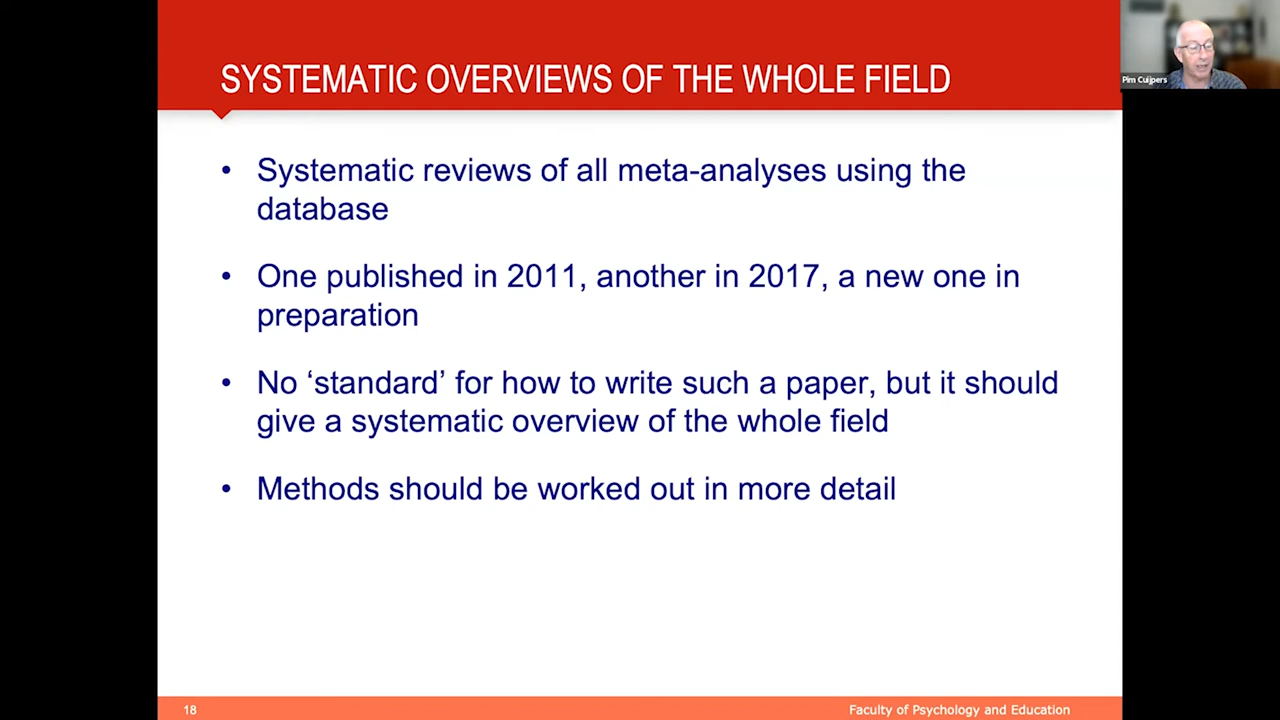 SYSTEMATIC OVERVIEWS OF THE WHOLE FIELD
Pim Cuijpers
• Systematic reviews of all meta-analyses using the
database
• One published in 2011, another in 2017, a new one in
preparation
• No ‘standard’ for how to write such a paper, but it should
give a systematic overview of the whole field
• Methods should be worked out in more detail
18
Faculty of Psychology and Education